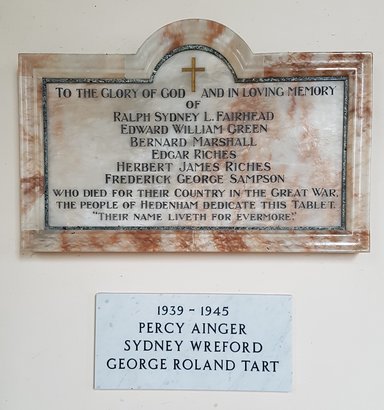 TO THE GLORY OF GOD AND IN LOVING MEMORY
OF
RALPH SYDNEY L. FAIRHEAD
EDWARD WILLIAM GREEN
BERNARD MARSHALL
EDGAR RICHES
HERBERT JAMES RICHES
FREDERICK GEORGE SAMPSON
WHO DIED FOR THEIR COUNTRY IN THE GREAT WAR.
THE PEOPLE OF HEDENHAM DEDICATE THIS TABLET.
"THEIR NAME LIVETH FOR EVERMORE."
1939 - 1945
PERCY AINGER
SYDNEY WREFORD
GEORGE ROLAND TART